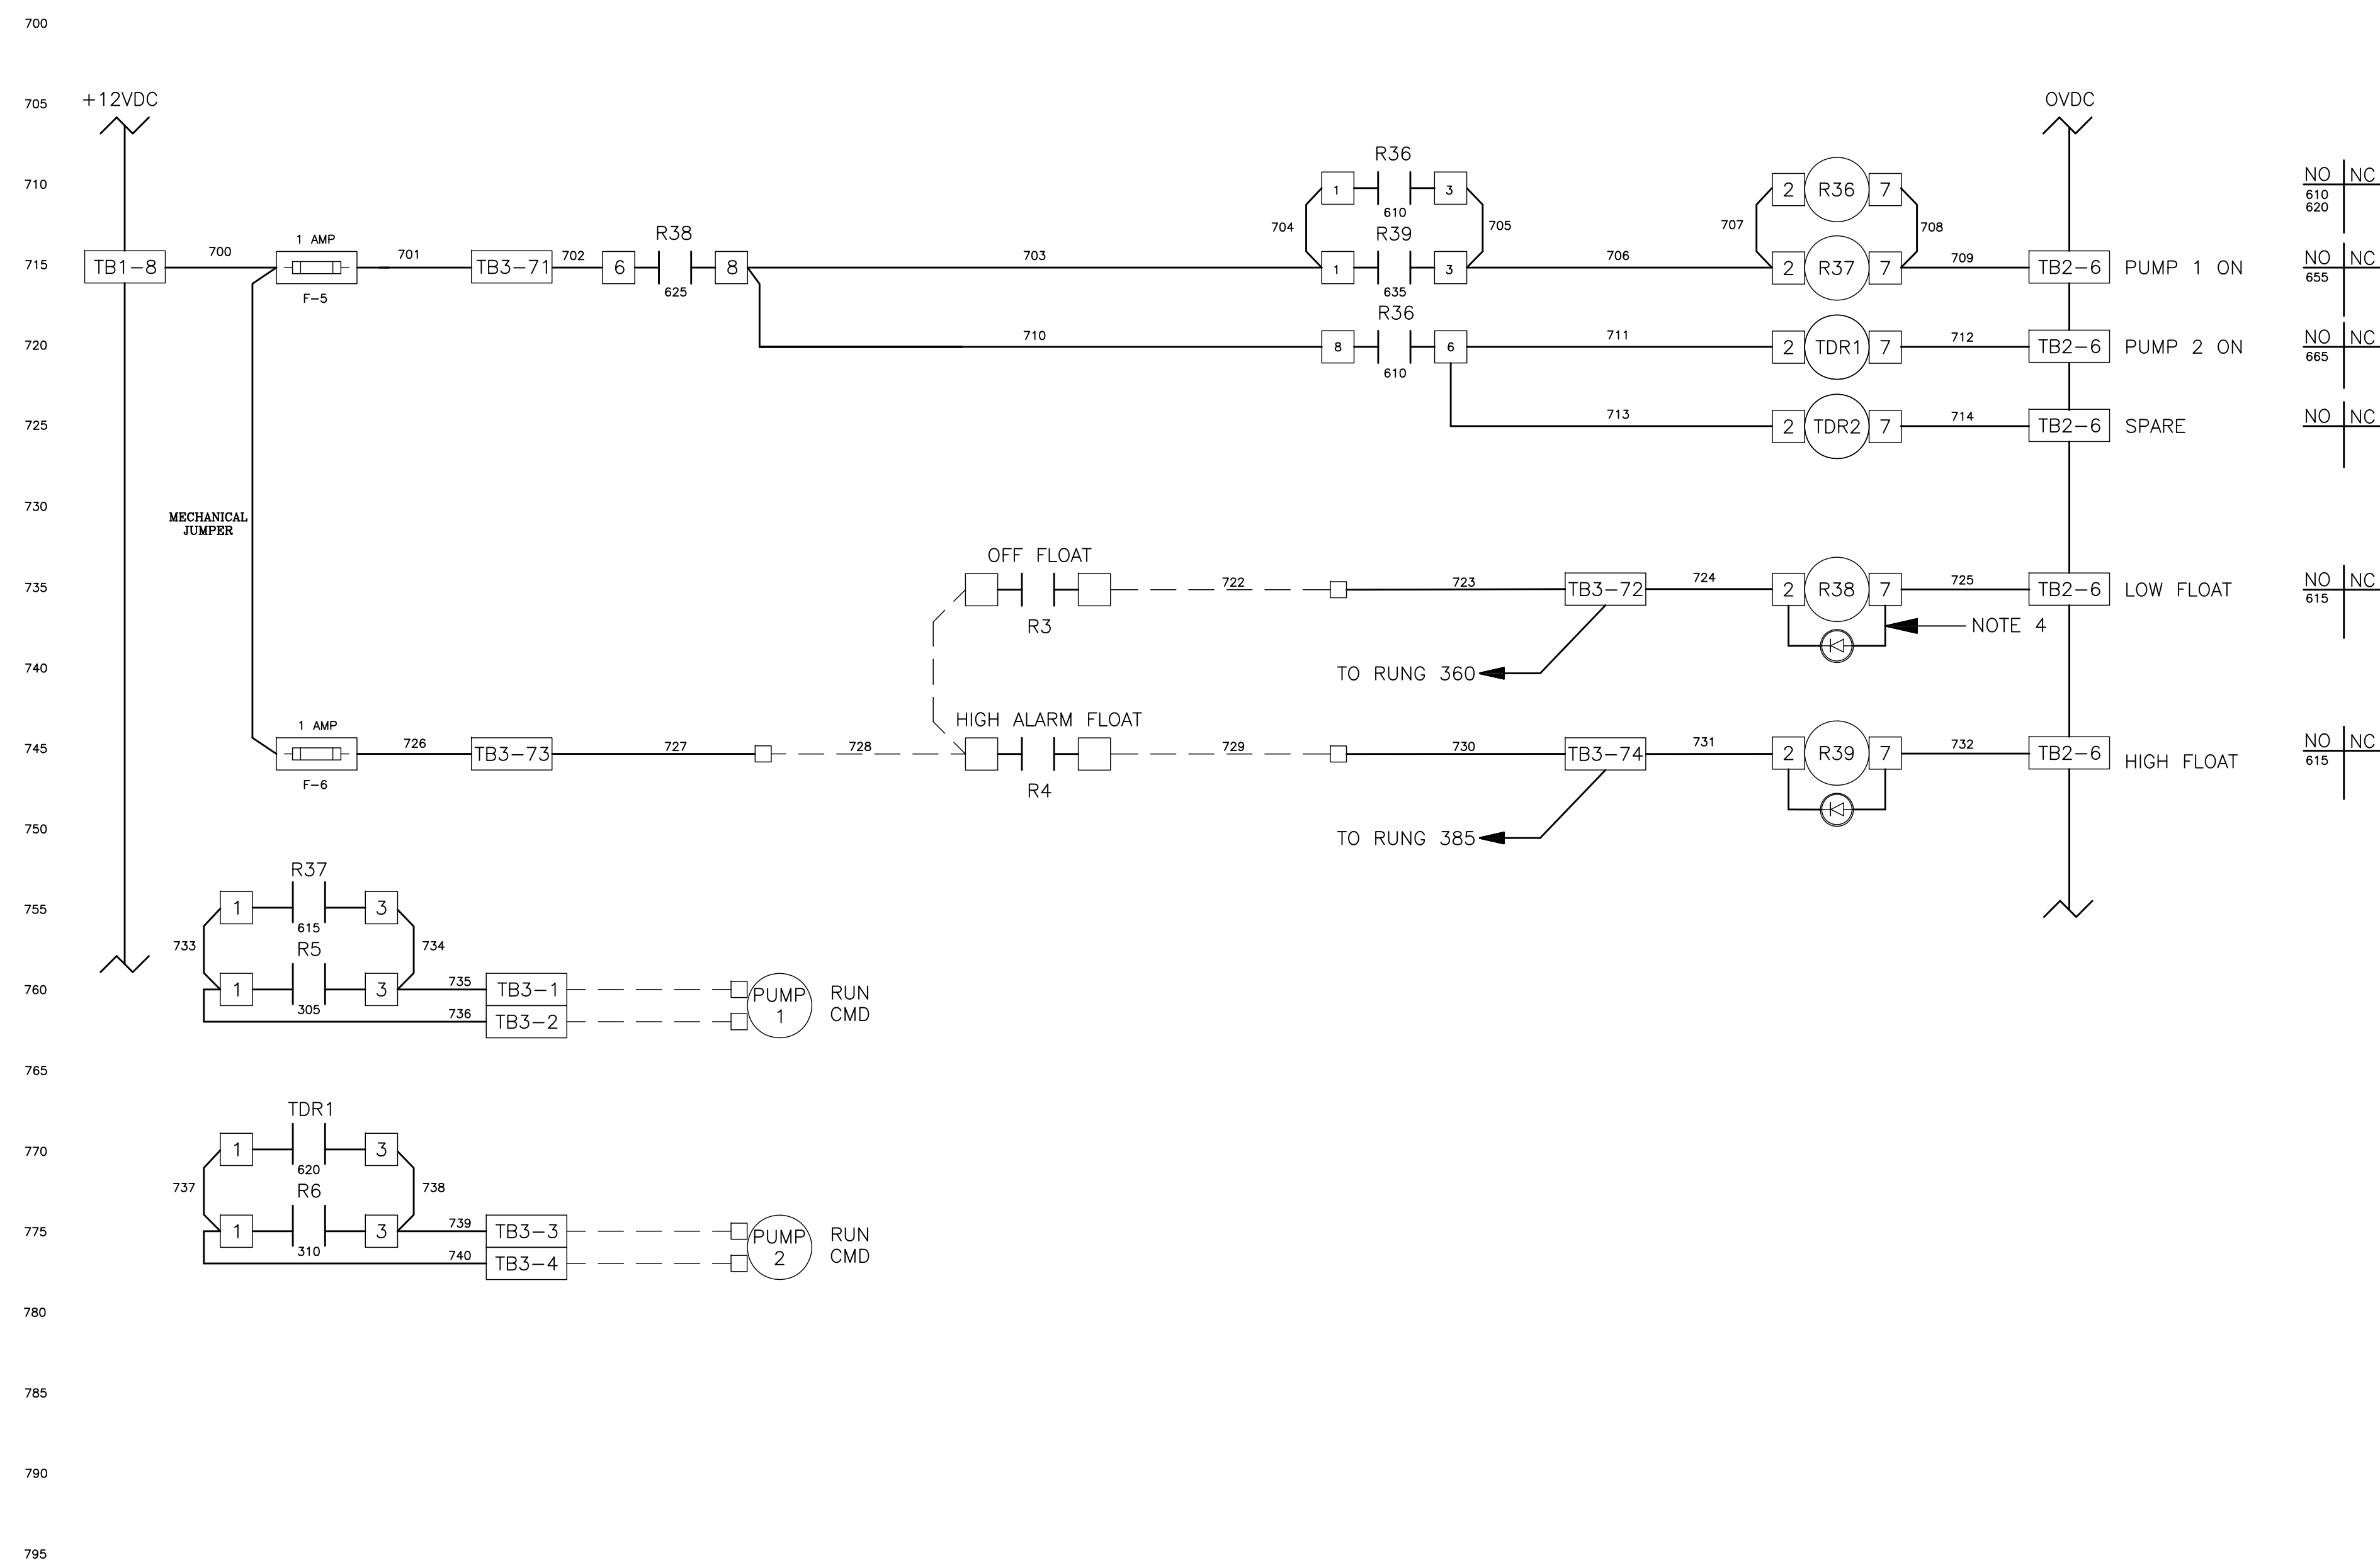 700
705 +12VDC 0VDC
R36
710 1 3 2 R36 7 NO NC
610 610
620
704 705 707 708
R38 R39
1 AMP
715 TB1-8 700 701 TB3-71 702 6 8 703 1 3 706 2 R37 7 709 TB2-6 PUMP 1 ON NO NC
F-5 625 635 655
R36
720 710 8 6 711 2 TDR1 7 712 TB2-6 PUMP 2 ON NO NC
610 665
725 713 2 TDR2 7 714 TB2-6 SPARE NO NC
730
MECHANICAL
JUMPER
OFF FLOAT
735 722 723 TB3-72 724 2 R38 7 725 TB2-6 LOW FLOAT NO NC
615
R3 NOTE 4
740 TO RUNG 360
1 AMP HIGH ALARM FLOAT
745 726 TB3-73 727 728 729 730 TB3-74 731 2 R39 7 732 TB2-6 HIGH FLOAT NO NC
615
F-6 R4
750 TO RUNG 385
R37
755 1 3
615
733 R5 734
760 1 3 735 TB3-1 PUMP RUN
305 736 TB3-2 1 CMD
765
TDR1
770 1 3
620
737 R6 738
775 1 3 739 TB3-3 PUMP RUN
310 740 TB3-4 2 CMD
780
785
790
795